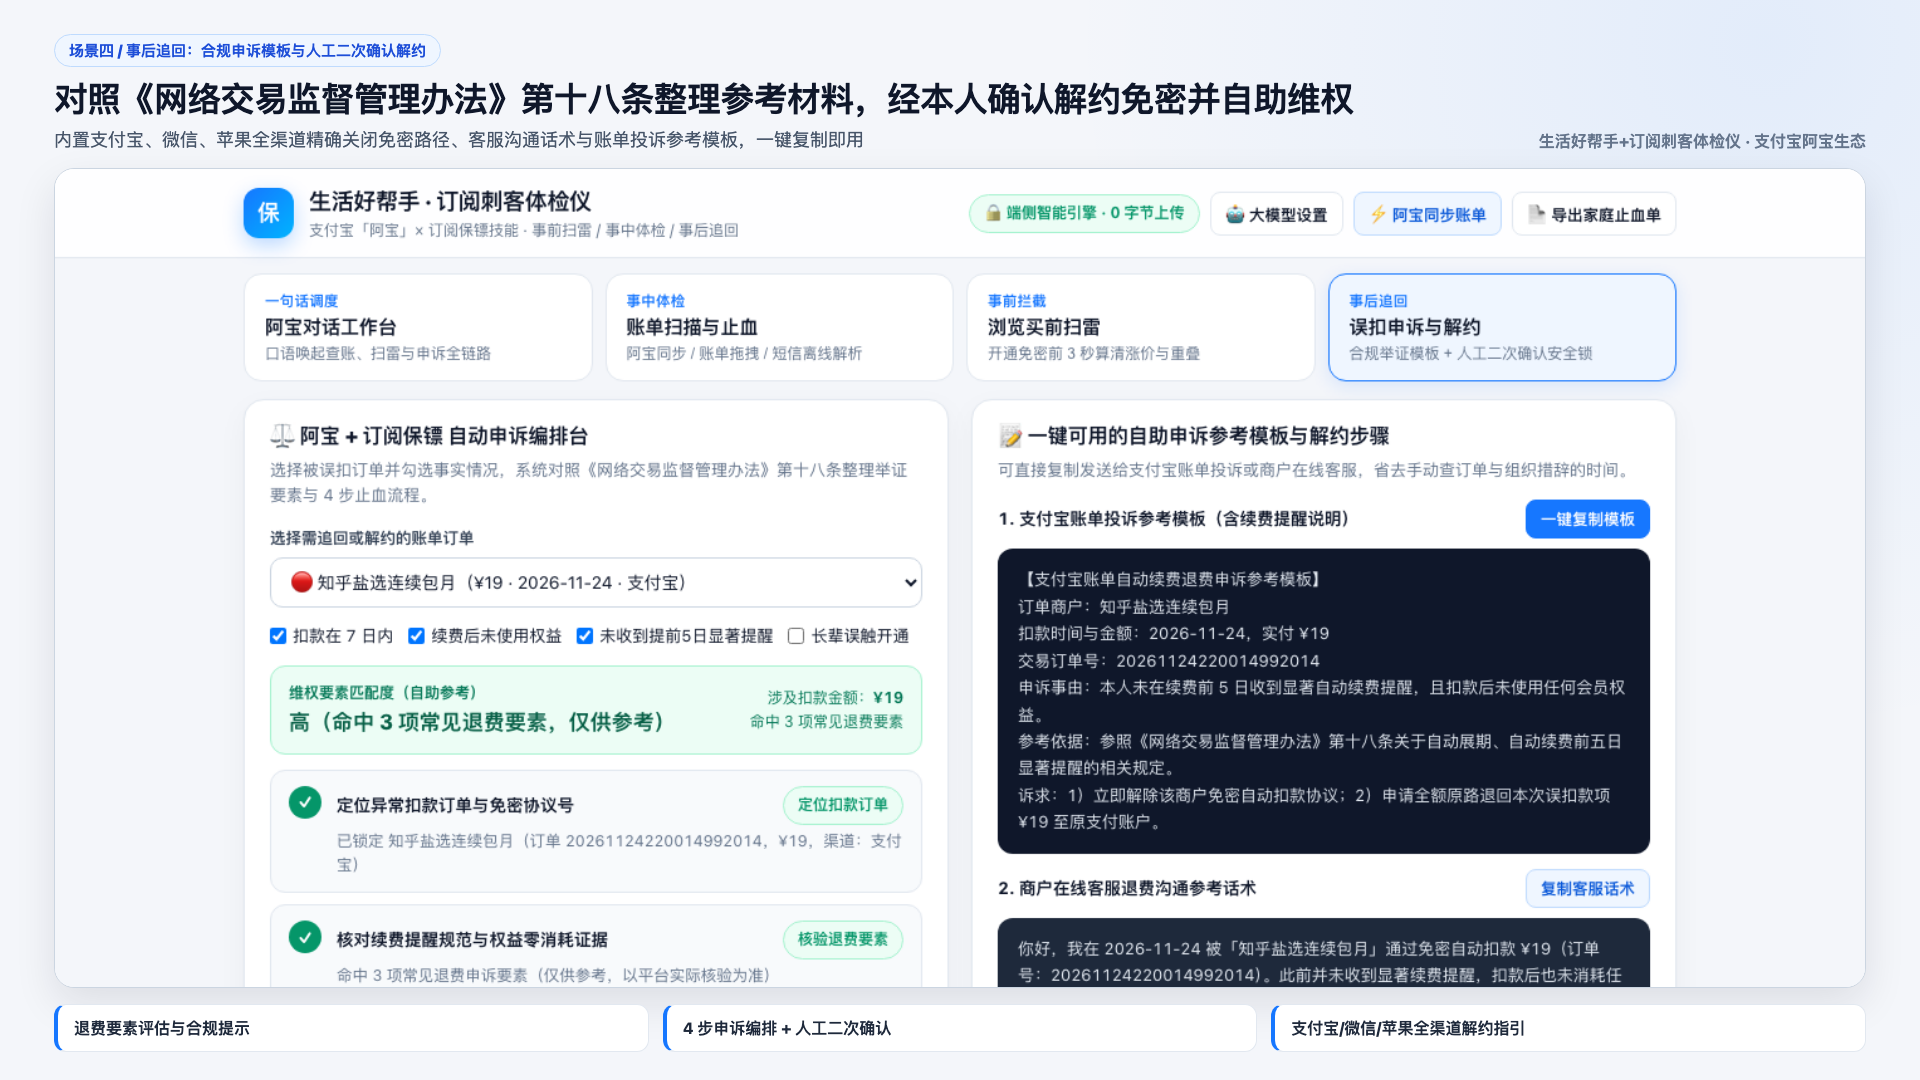 场景四 / 事后追回：合规申诉模板与人工二次确认解约
对照《网络交易监督管理办法》第十八条整理参考材料，经本人确认解约免密并自助维权
内置支付宝、微信、苹果全渠道精确关闭免密路径、客服沟通话术与账单投诉参考模板，一键复制即用
生活好帮手+订阅刺客体检仪 · 支付宝阿宝生态
保
生活好帮手 · 订阅刺客体检仪
支付宝「阿宝」× 订阅保镖技能 · 事前扫雷 / 事中体检 / 事后追回
端侧智能引擎 · 0 字节上传
大模型设置
阿宝同步账单
导出家庭止血单
一句话调度
阿宝对话工作台
口语唤起查账、扫雷与申诉全链路
事中体检
账单扫描与止血
阿宝同步 / 账单拖拽 / 短信离线解析
事前拦截
浏览买前扫雷
开通免密前 3 秒算清涨价与重叠
事后追回
误扣申诉与解约
合规举证模板 + 人工二次确认安全锁
阿宝 + 订阅保镖 自动申诉编排台
选择被误扣订单并勾选事实情况，系统对照《网络交易监督管理办法》第十八条整理举证
要素与 4 步止血流程。
选择需追回或解约的账单订单
知乎盐选连续包月（¥19 · 2026-11-24 · 支付宝）
扣款在 7 日内
续费后未使用权益
未收到提前5日显著提醒
长辈误触开通
维权要素匹配度（自助参考）
高（命中 3 项常见退费要素，仅供参考）
涉及扣款金额：¥19
命中 3 项常见退费要素
定位异常扣款订单与免密协议号
定位扣款订单
已锁定 知乎盐选连续包月（订单 20261124220014992014，¥19，渠道：支付
宝）
核对续费提醒规范与权益零消耗证据
核验退费要素
命中 3 项常见退费申诉要素（仅供参考，以平台实际核验为准）
一键可用的自助申诉参考模板与解约步骤
可直接复制发送给支付宝账单投诉或商户在线客服，省去手动查订单与组织措辞的时间。
1. 支付宝账单投诉参考模板（含续费提醒说明）
一键复制模板
【支付宝账单自动续费退费申诉参考模板】
订单商户：知乎盐选连续包月
扣款时间与金额：2026-11-24，实付 ¥19
交易订单号：20261124220014992014
申诉事由：本人未在续费前 5 日收到显著自动续费提醒，且扣款后未使用任何会员权
益。
参考依据：参照《网络交易监督管理办法》第十八条关于自动展期、自动续费前五日
显著提醒的相关规定。
诉求：1）立即解除该商户免密自动扣款协议；2）申请全额原路退回本次误扣款项
¥19 至原支付账户。
2. 商户在线客服退费沟通参考话术
复制客服话术
你好，我在 2026-11-24 被「知乎盐选连续包月」通过免密自动扣款 ¥19（订单
号：20261124220014992014）。此前并未收到显著续费提醒，扣款后也未消耗任
退费要素评估与合规提示
4 步申诉编排 + 人工二次确认
支付宝/微信/苹果全渠道解约指引